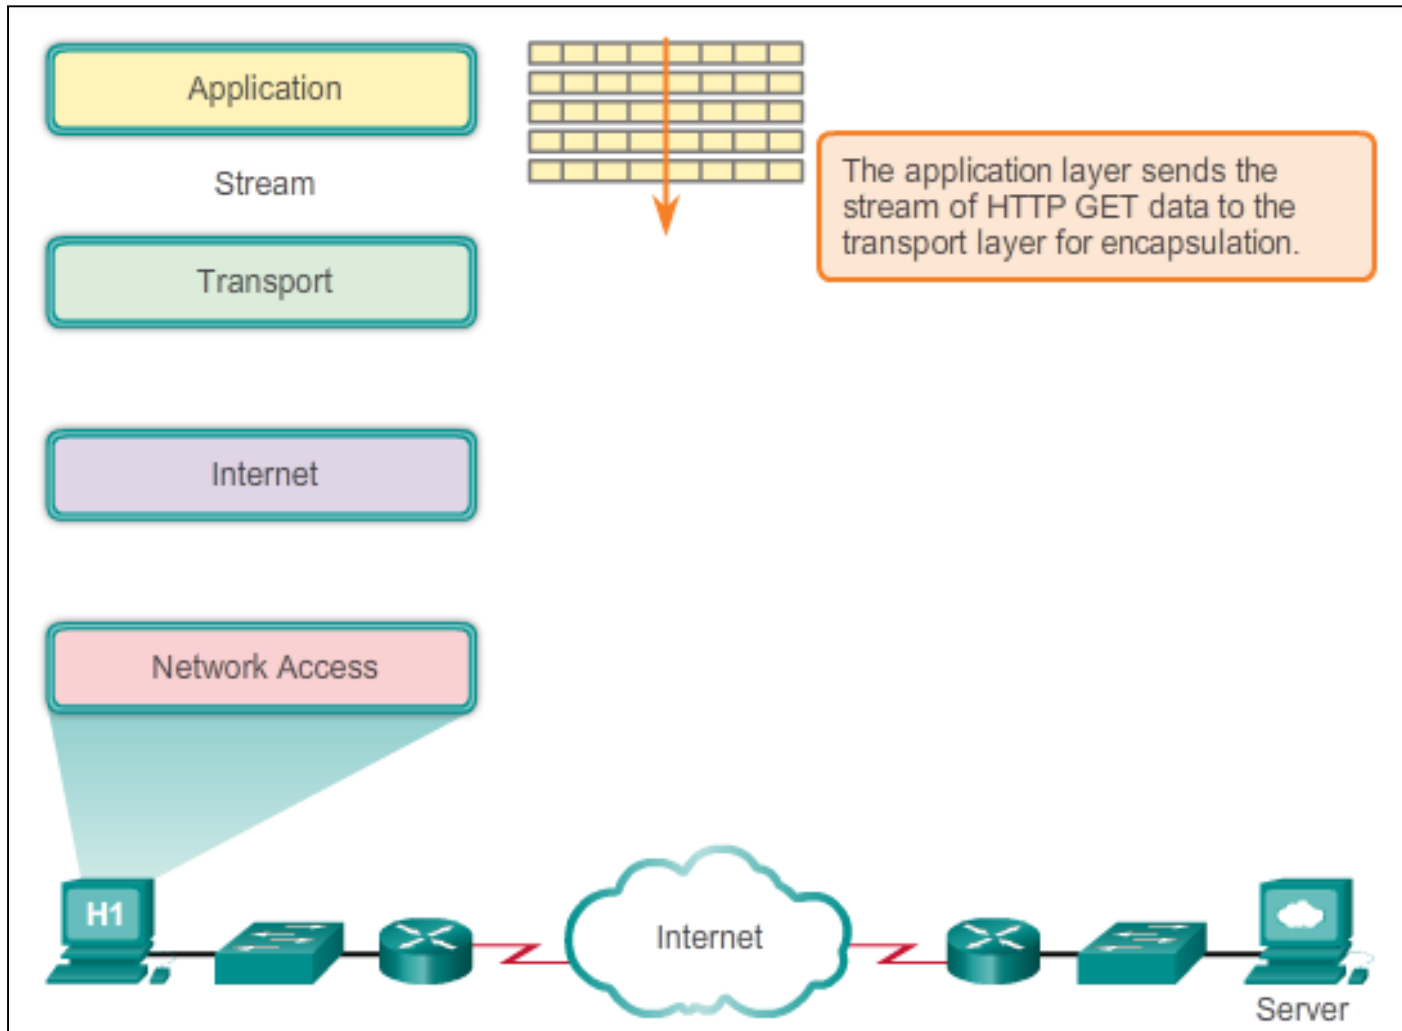 Application
Stream
The application layer sends the
stream of HTTP GET data to the
transport layer for encapsulation.
Transport
Internet
Network Access
H1
Internet
Server